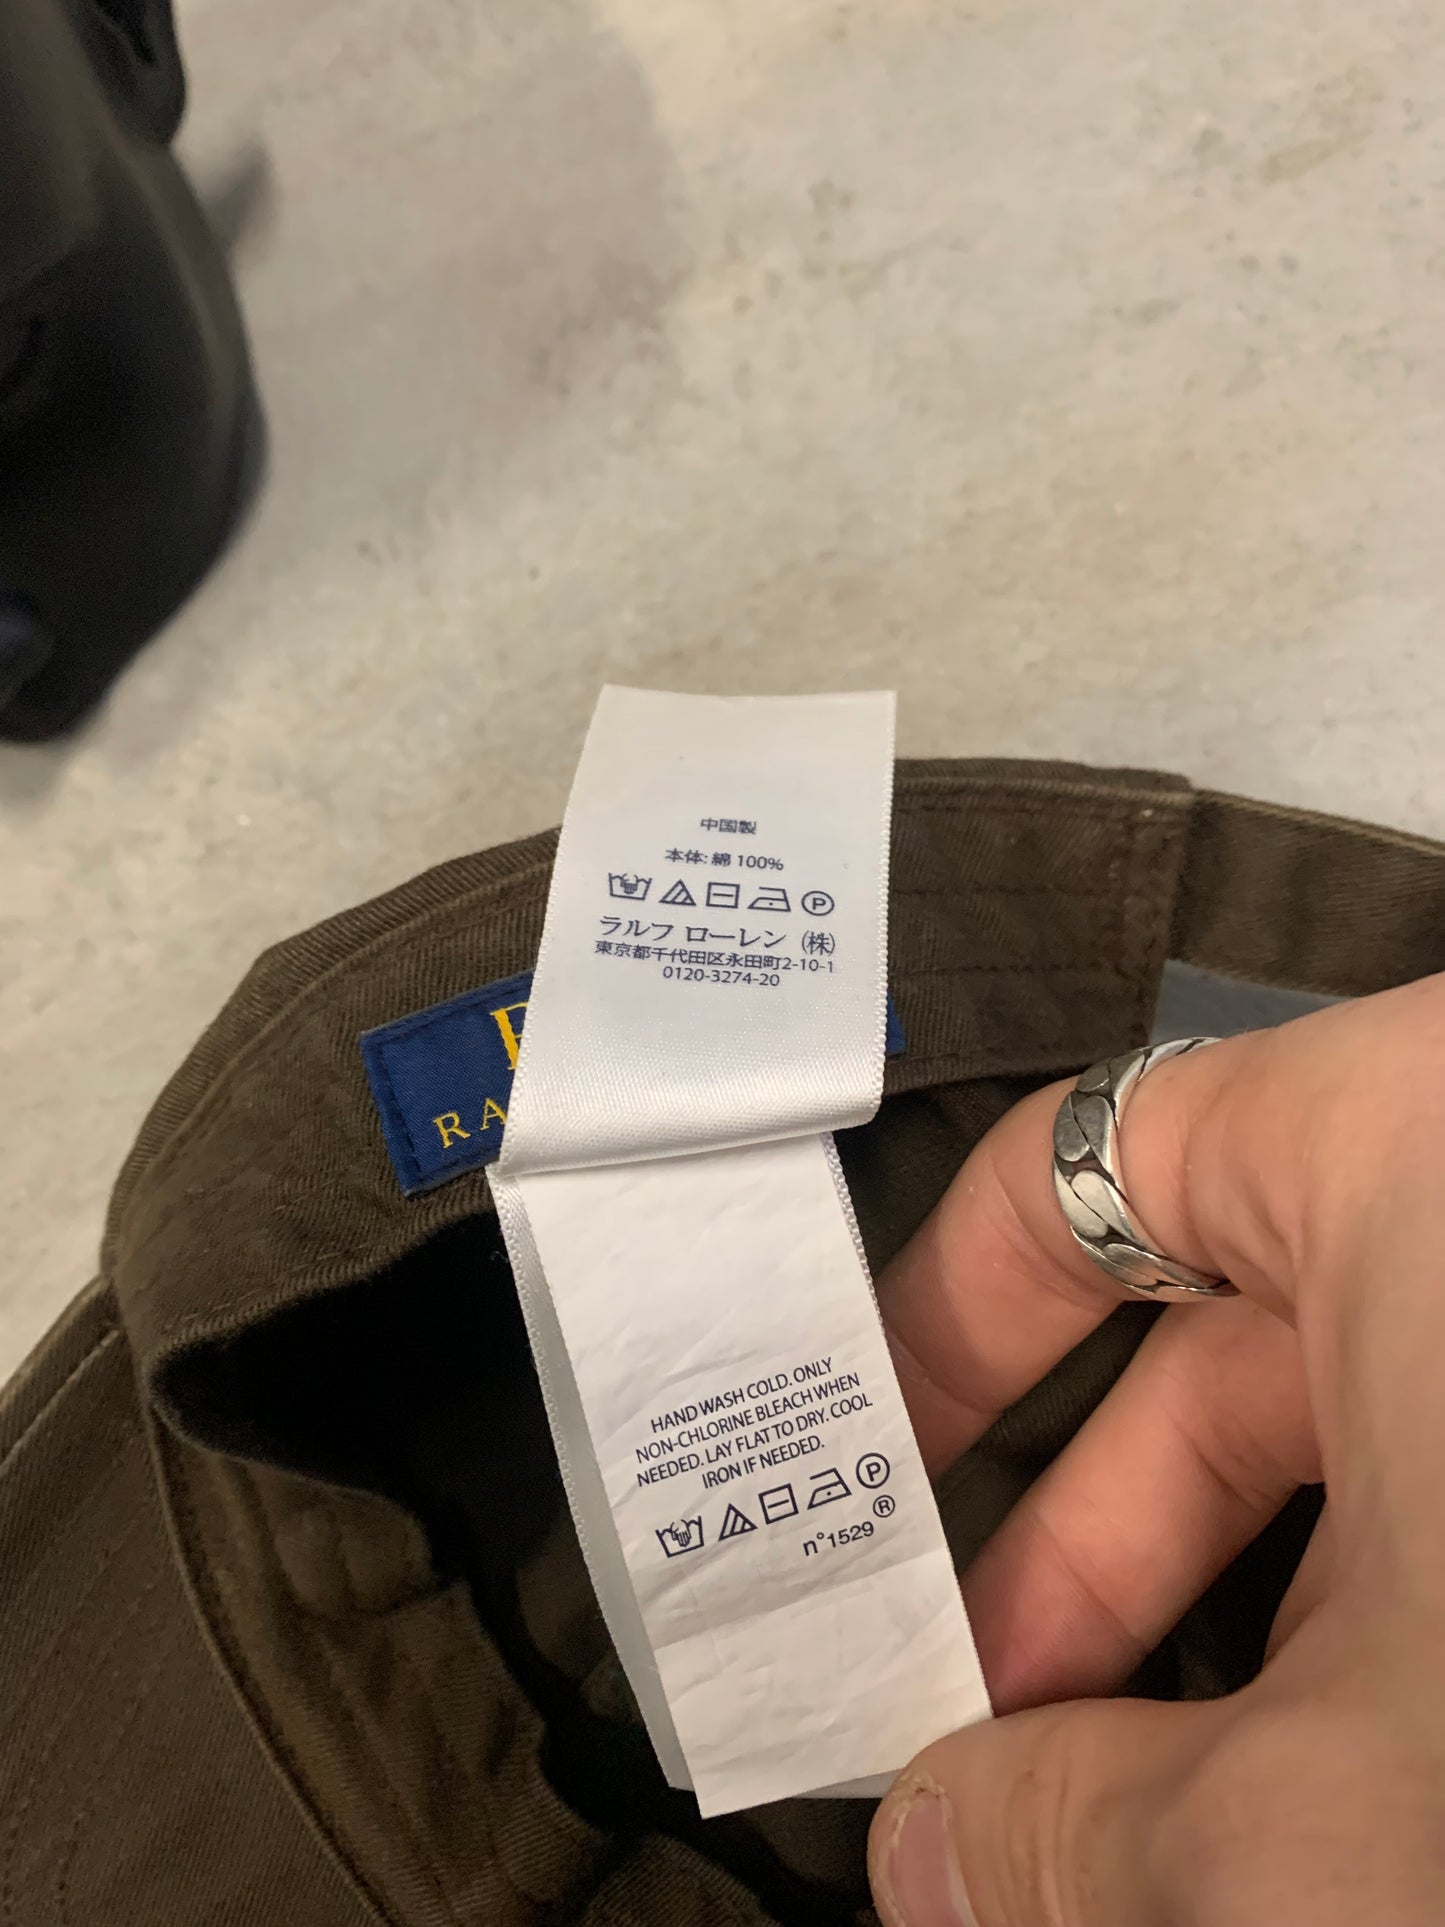 中国製
本体: 綿 100%
P
ラルフ ローレン (株)
東京都千代田区永田町2-10-1
0120-3274-20
RA
HAND WASH COLD. ONLY
NON-CHLORINE BLEACH WHEN
NEEDED. LAY FLAT TO DRY. COOL
IRON IF NEEDED.
P
®
n°1529